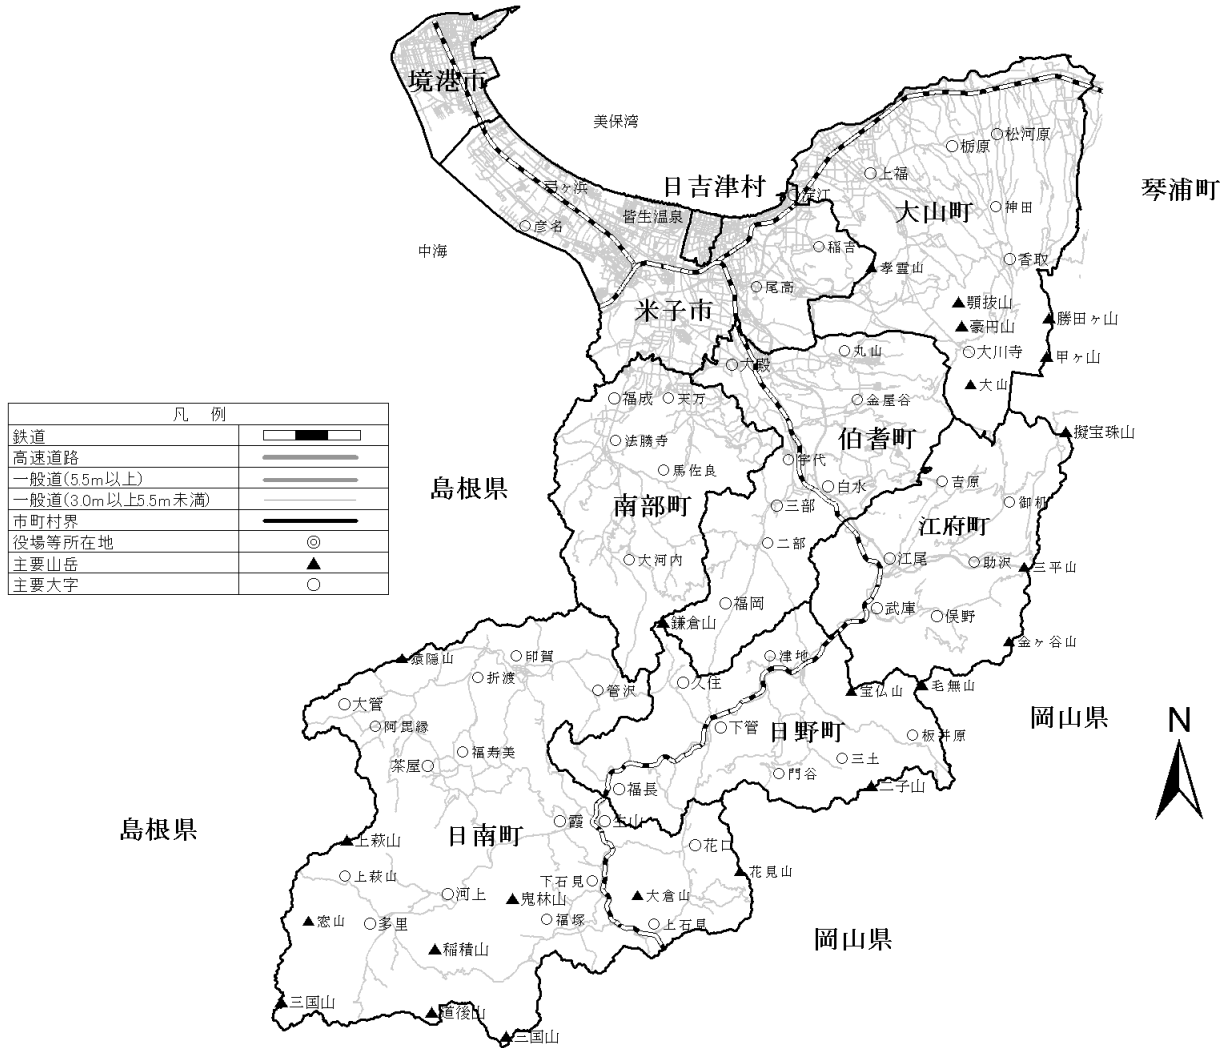 境港市
美保湾
松河原
栃原
上福
日吉津村
琴浦町
弓ヶ浜
淀江
皆生温泉
大山町
神田
彦名
中海
稲吉
香取
孝霊山
尾高
米子市
顎抜山
勝田ヶ山
豪円山
丸山
大川寺
甲ヶ山
大殿
大山
福成
天万
金屋谷
凡 例
鉄道
高速道路
一般道(5.5m以上)
一般道(3.0m以上5.5m未満)
市町村界
役場等所在地
主要山岳
主要大字
法勝寺
伯耆町
擬宝珠山
宇代
馬佐良
島根県
吉原
白水
南部町
三部
御机
江府町
二部
大河内
江尾
助沢
三平山
福岡
武庫
俣野
鎌倉山
金ヶ谷山
猿隠山
印賀
津地
折渡
管沢
久住
宝仏山
毛無山
大菅
岡山県
N
阿毘縁
下菅
日野町
板井原
福寿美
茶屋
門谷
三土
福長
二子山
島根県
霞
生山
日南町
上萩山
花口
花見山
上萩山
下石見
河上
鬼林山
大倉山
窓山
多里
福塚
上石見
岡山県
稲積山
三国山
道後山
三国山